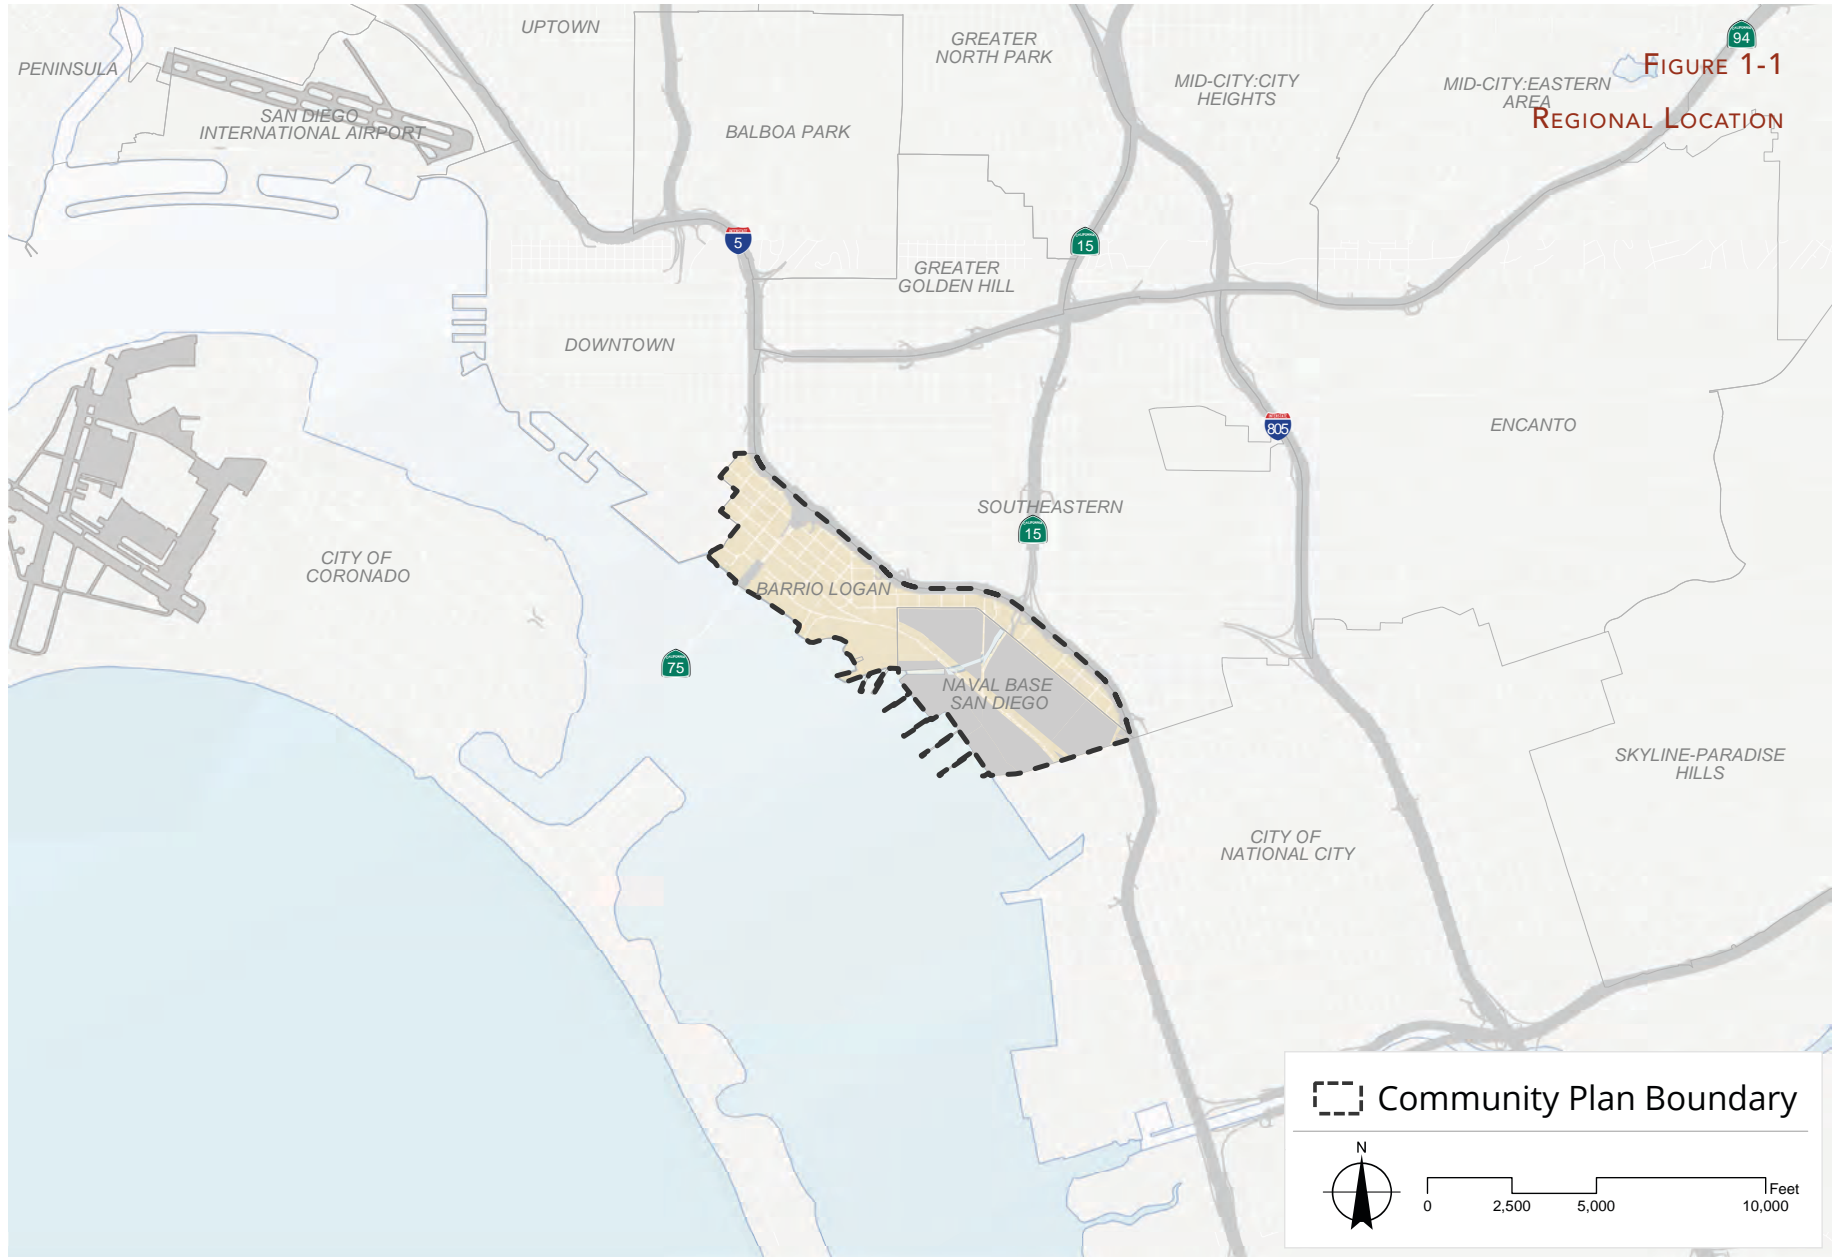 FIGURE 1-1
REGIONAL LOCATION
UPTOWN
PENINSULA
SAN DIEGO
INTERNATIONAL AIRPORT
BALBOA PARK
GREATER
NORTH PARK
MID-CITY:CITY
HEIGHTS
MID-CITY:EASTERN
AREA
94
5
15
GREATER
GOLDEN HILL
DOWNTOWN
805
ENCANTO
SOUTHEASTERN
15
CITY OF
CORONADO
BARRIO LOGAN
75
NAVAL BASE
SAN DIEGO
SKYLINE-PARADISE
HILLS
CITY OF
NATIONAL CITY
Community Plan Boundary
N
Feet
0 2,500 5,000 10,000